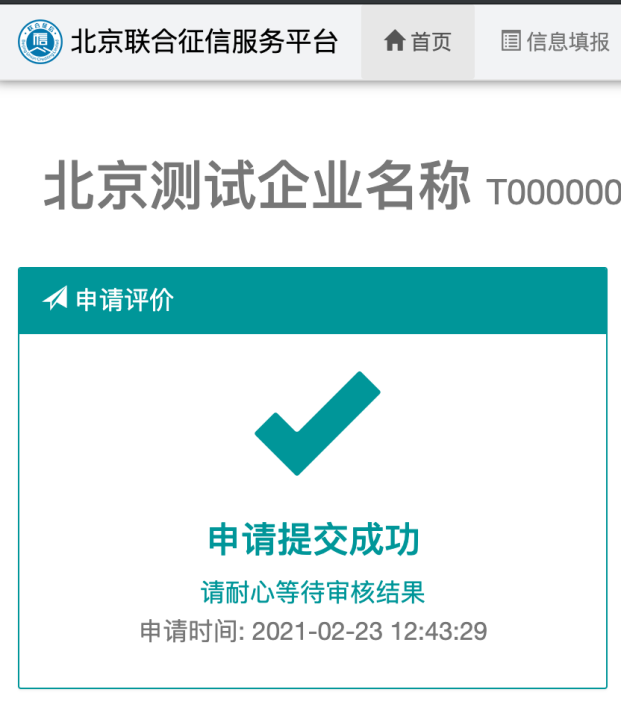 北京联合征信服务平台 首页 信息填报
北京测试企业名称 T000000
申请评价
申请提交成功
请耐心等待审核结果
申请时间: 2021-02-23 12:43:29